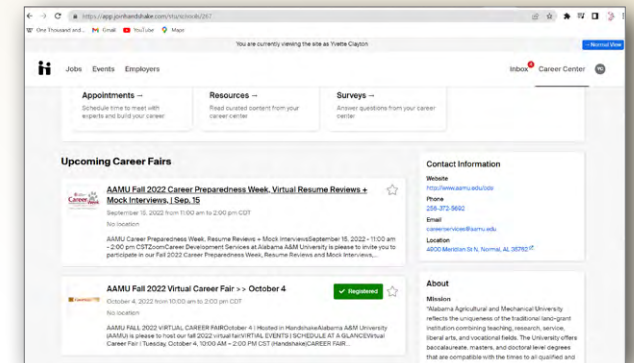 https://app.joinhandshake.com/stu/schools/267
One Thousand and...
Gmail
YouTube
Maps
You are currently viewing the site as Yvette Clayton
Normal View
Jobs Events Employers
Inbox Career Center
Appointments →
Schedule time to meet with
experts and build your career
Resources →
Read curated content from your
career center
Surveys →
Answer questions from your career
center
Upcoming Career Fairs
AAMU Fall 2022 Career Preparedness Week, Virtual Resume Reviews +
Mock Interviews, | Sep. 15
September 15, 2022 from 11:00 am to 2:00 pm CDT
No location
AAMU Career Preparedness Week, Resume Reviews + Mock InterviewsSeptember 15, 2022 - 11:00 am
- 2:00 pm CSTZoomCareer Development Services at Alabama A&M University is please to invite you to
participate in our Fall 2022 Career Preparedness Week, Resume Reviews and Mock Interviews,...
AAMU Fall 2022 Virtual Career Fair >> October 4
Registered
October 4, 2022 from 10:00 am to 2:00 pm CDT
No location
AAMU FALL 2022 VIRTUAL CAREER FAIROctober 4 | Hosted in HandshakeAlabama A&M University
(AAMU) is please to host our fall 2022 virtual fairVIRTUAL EVENTS | SCHEDULE AT A GLANCEVirtual
Career Fair | Tuesday, October 4, 10:00 AM – 2:00 PM CST (Handshake)CAREER FAIR...
Contact Information
Website
http://www.aamu.edu/cds
Phone
256-372-5692
Email
careerservices@aamu.edu
Location
4900 Meridian St N, Normal, AL 35762
About
Mission
"Alabama Agricultural and Mechanical University
reflects the uniqueness of the traditional land-grant
institution combining teaching, research, service,
liberal arts, and vocational fields. The University offers
baccalaureate, masters, and doctoral level degrees
that are compatible with the times to all qualified and